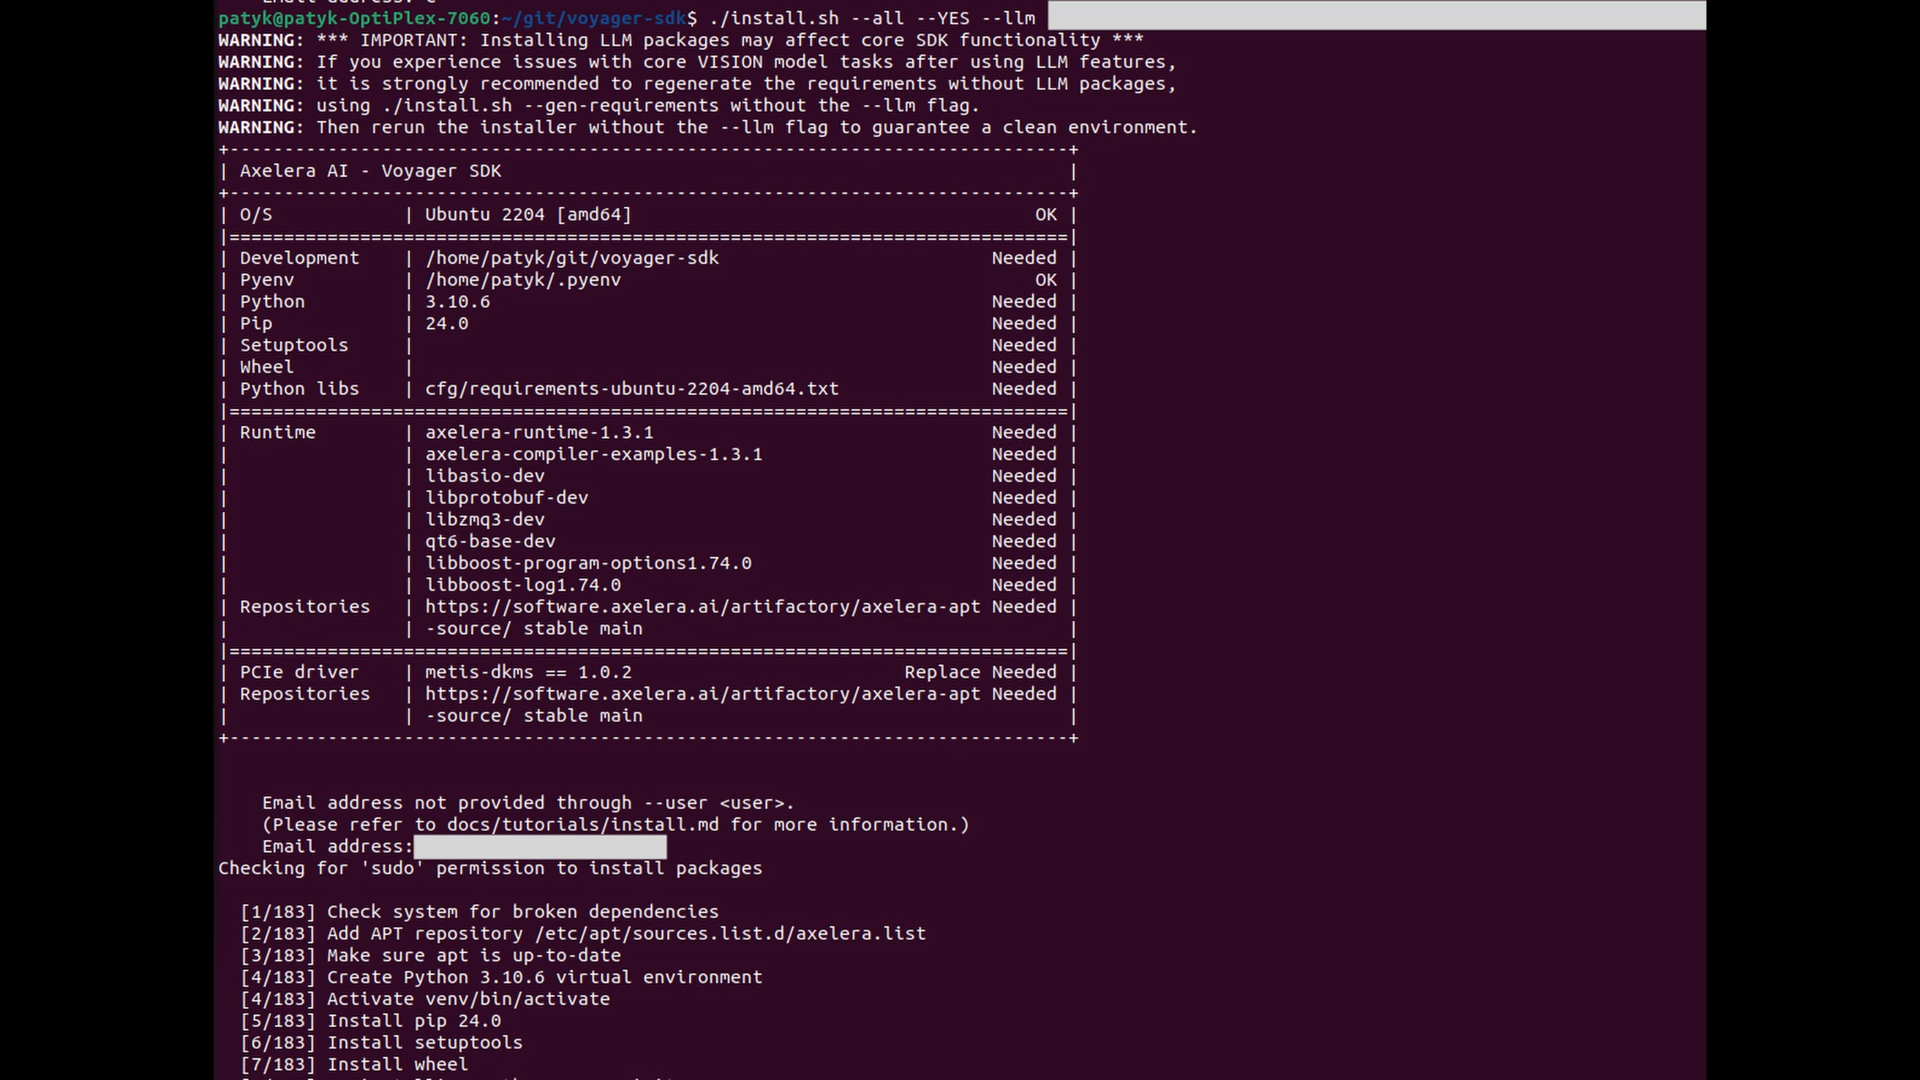 patyk@patyk-OptiPlex-7060:~/git/voyager-sdk$ ./install.sh --all --YES --llm
WARNING: *** IMPORTANT: Installing LLM packages may affect core SDK functionality ***
WARNING: If you experience issues with core VISION model tasks after using LLM features,
WARNING: it is strongly recommended to regenerate the requirements without LLM packages,
WARNING: using ./install.sh --gen-requirements without the --llm flag.
WARNING: Then rerun the installer without the --llm flag to guarantee a clean environment.
+-----------------------------------------------------------------------------+
| Axelera AI - Voyager SDK                                                    |
+-----------------------------------------------------------------------------+
| O/S            | Ubuntu 2204 [amd64]                                     OK |
|=============================================================================|
| Development    | /home/patyk/git/voyager-sdk                         Needed |
| Pyenv          | /home/patyk/.pyenv                                      OK |
| Python         | 3.10.6                                              Needed |
| Pip            | 24.0                                                Needed |
| Setuptools     |                                                     Needed |
| Wheel          |                                                     Needed |
| Python libs    | cfg/requirements-ubuntu-2204-amd64.txt              Needed |
|=============================================================================|
| Runtime        | axelera-runtime-1.3.1                               Needed |
|                | axelera-compiler-examples-1.3.1                     Needed |
|                | libasio-dev                                         Needed |
|                | libprotobuf-dev                                     Needed |
|                | libzmq3-dev                                         Needed |
|                | qt6-base-dev                                        Needed |
|                | libboost-program-options1.74.0                      Needed |
|                | libboost-log1.74.0                                  Needed |
| Repositories   | https://software.axelera.ai/artifactory/axelera-apt Needed |
|                | -source/ stable main                                       |
|=============================================================================|
| PCIe driver    | metis-dkms == 1.0.2                         Replace Needed |
| Repositories   | https://software.axelera.ai/artifactory/axelera-apt Needed |
|                | -source/ stable main                                       |
+-----------------------------------------------------------------------------+
Email address not provided through --user <user>.
(Please refer to docs/tutorials/install.md for more information.)
Email address:
Checking for 'sudo' permission to install packages
[1/183] Check system for broken dependencies
[2/183] Add APT repository /etc/apt/sources.list.d/axelera.list
[3/183] Make sure apt is up-to-date
[4/183] Create Python 3.10.6 virtual environment
[4/183] Activate venv/bin/activate
[5/183] Install pip 24.0
[6/183] Install setuptools
[7/183] Install wheel